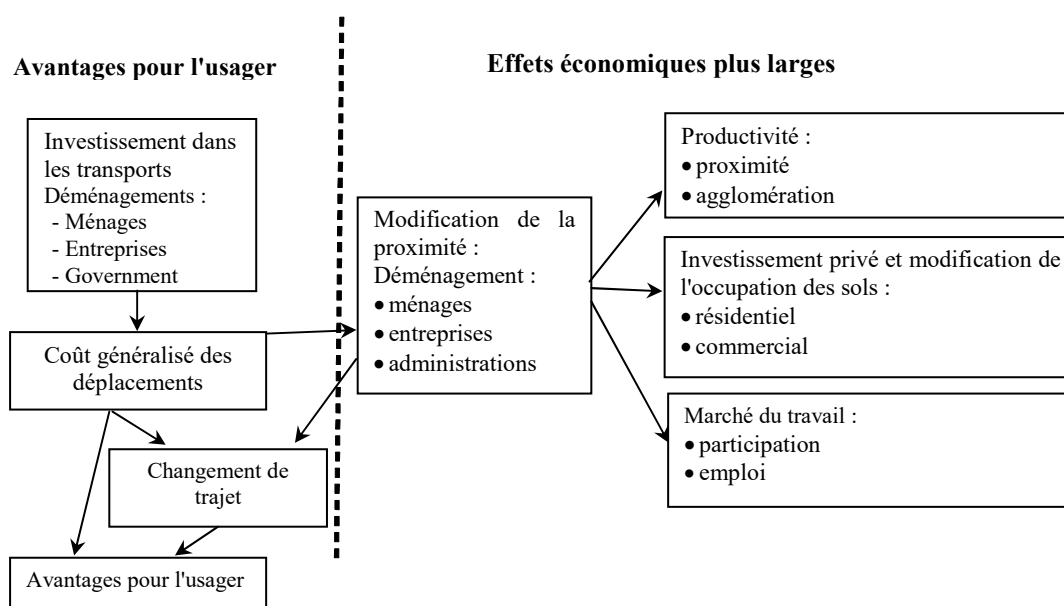 Avantages pour l'usager
Effets économiques plus larges
Investissement dans
les transports
Déménagements :
- Ménages
- Entreprises
- Government
Coût généralisé des
déplacements
Changement de
trajet
Avantages pour l'usager
Modification de la
proximité :
Déménagement :
• ménages
• entreprises
• administrations
Productivité :
• proximité
• agglomération
Investissement privé et modification de
l'occupation des sols :
• résidentiel
• commercial
Marché du travail :
• participation
• emploi